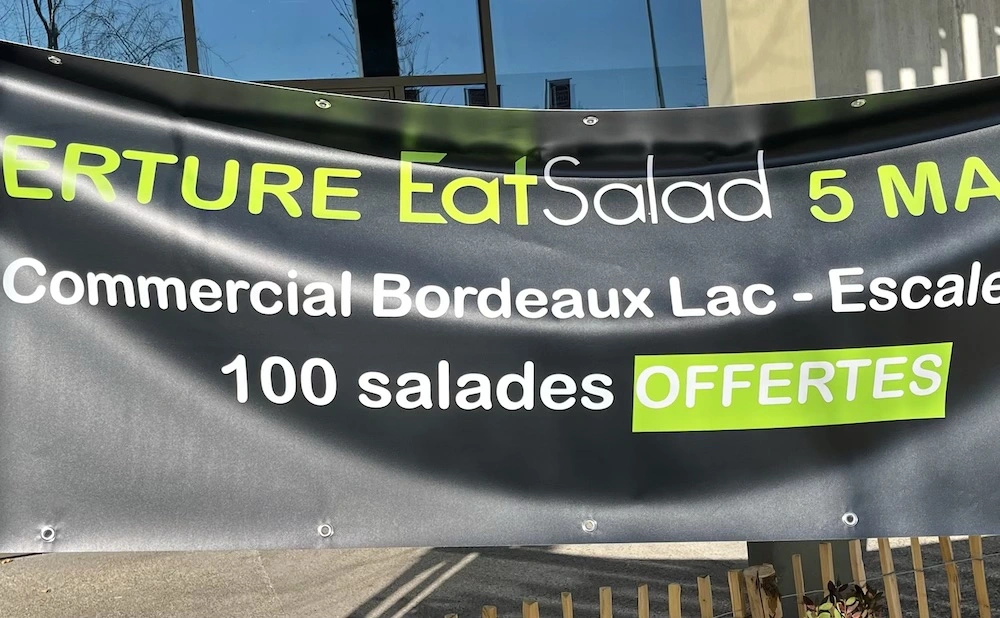 ERTURE EatSalad 5 MA
Commercial Bordeaux Lac - Escale
100 salades OFFERTES